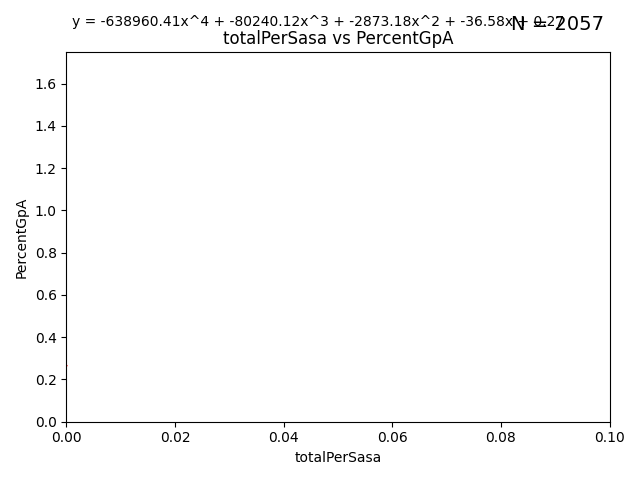 y = -638960.41x^4 + -80240.12x^3 + -2873.18x^2 + -36.58x + 0.27
N = 2057
totalPerSasa vs PercentGpA
1.6
1.4
1.2
1.0
0.8
0.6
0.4
0.2
0.0
PercentGpA
0.00 0.02 0.04 0.06 0.08 0.10
totalPerSasa